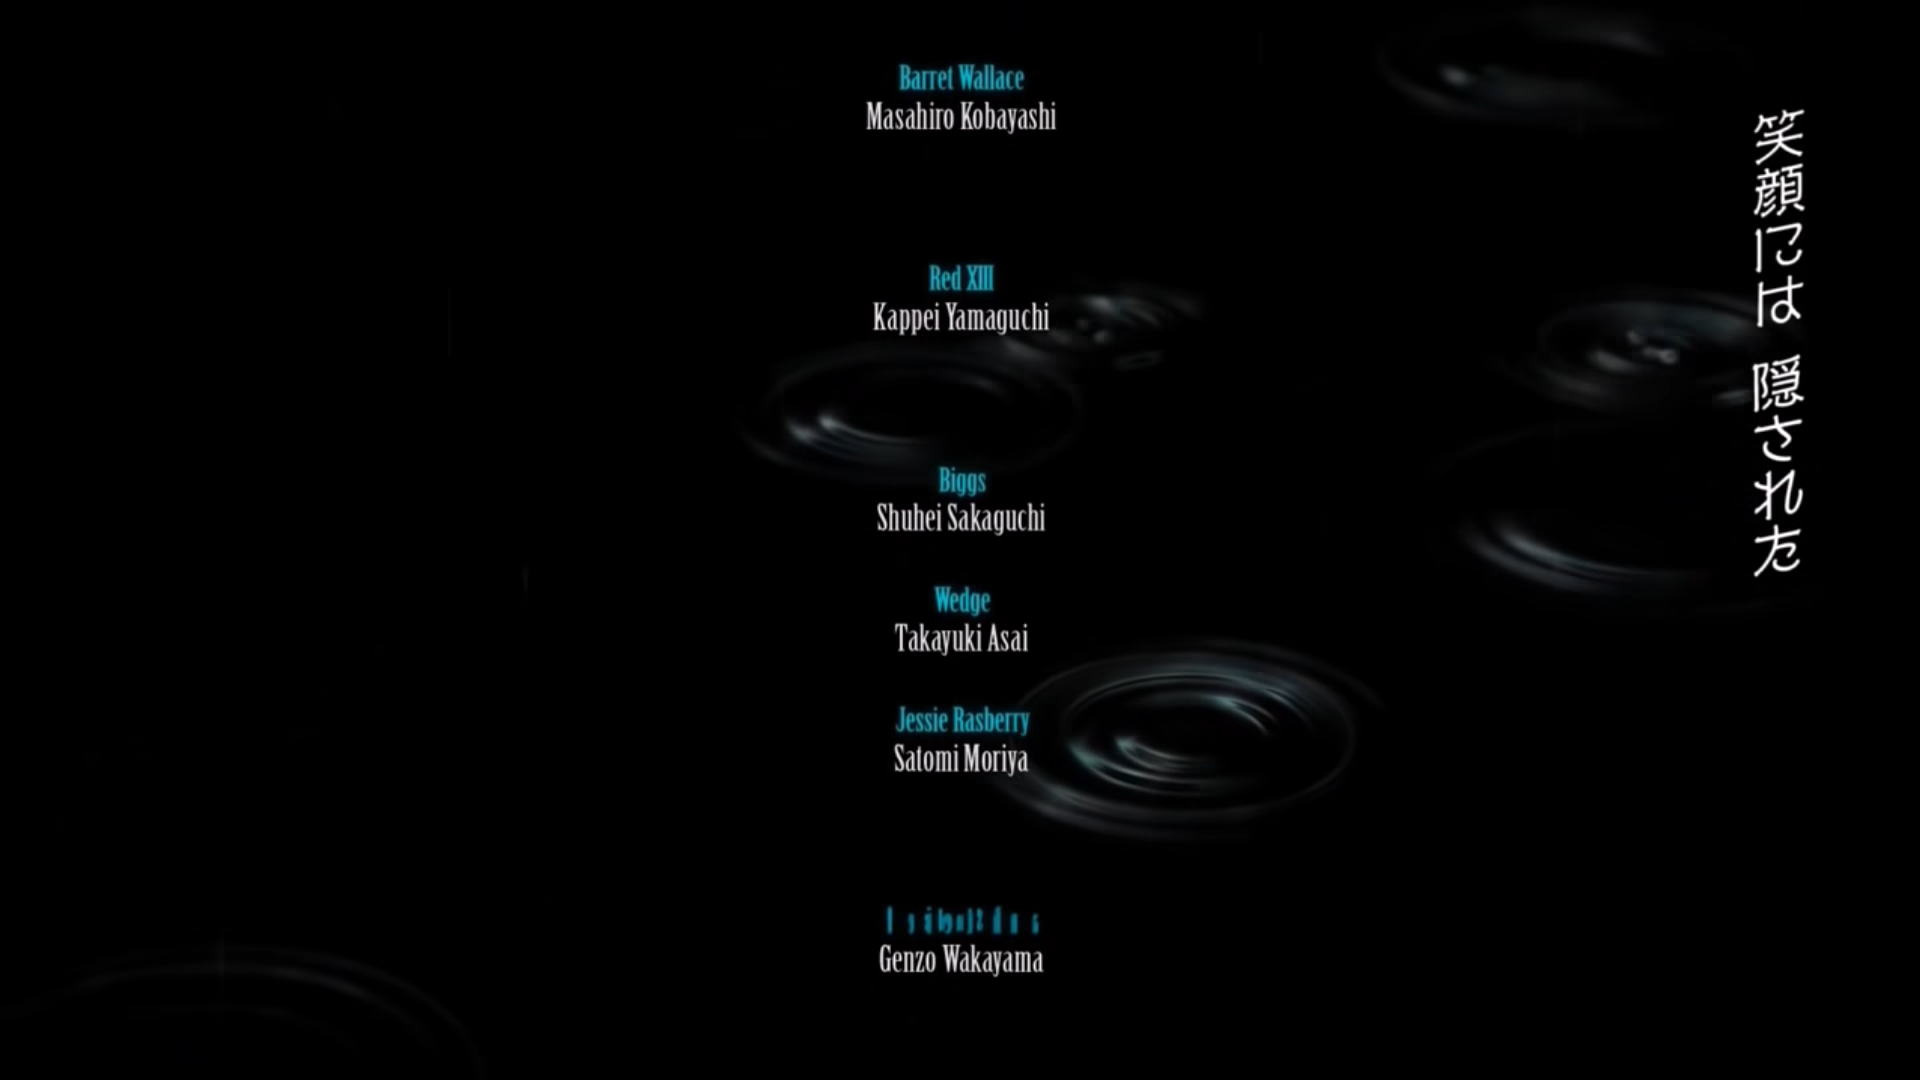 Barret Wallace
Masahiro Kobayashi
Red XIII
Kappei Yamaguchi
Biggs
Shuhei Sakaguchi
Wedge
Takayuki Asai
Jessie Rasberry
Satomi Moriya
Genzo Wakayama
笑顔には 隠された